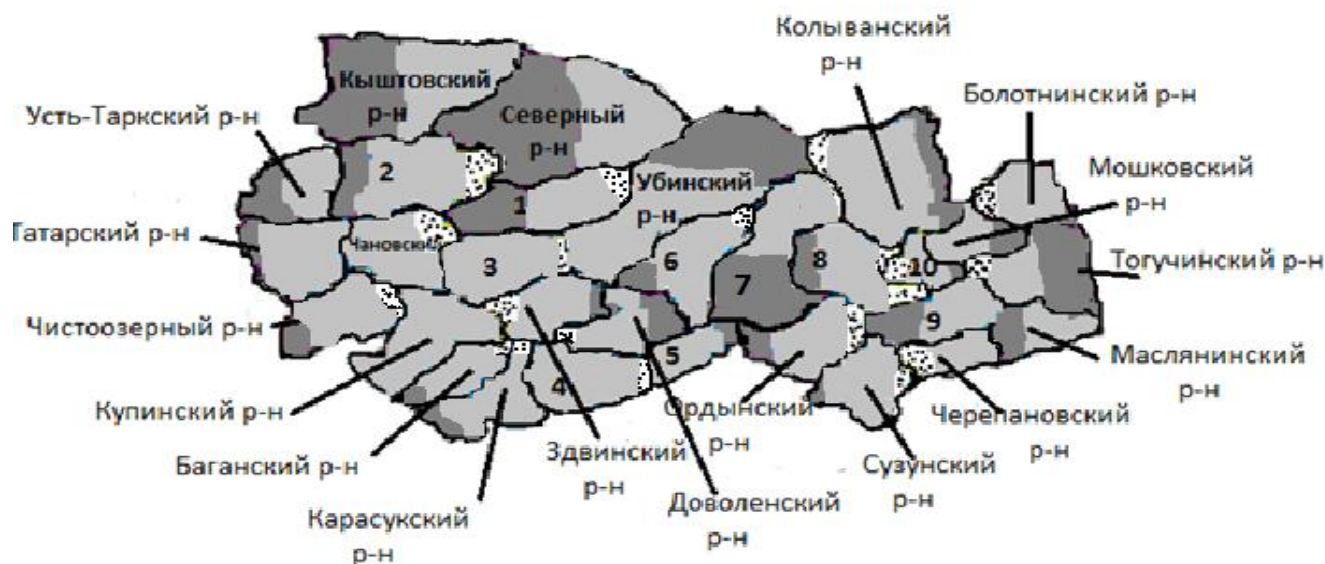 Колыванский
р-н
Болотнинский р-н
Кыштовский
р-н
Усть-Таркский р-н
Северный
р-н
Мошковский
р-н
2
1
Убинский
р-н
Татарский р-н
Чановский
3
6
7
8
10
Тогучинский р-н
Чистоозерный р-н
9
5
4
Маслянинский
р-н
Купинский р-н
Ордынский
р-н
Черепановский
р-н
Баганский р-н
Здвинский
р-н
Сузунский
р-н
Доволенский
р-н
Карасукский
р-н